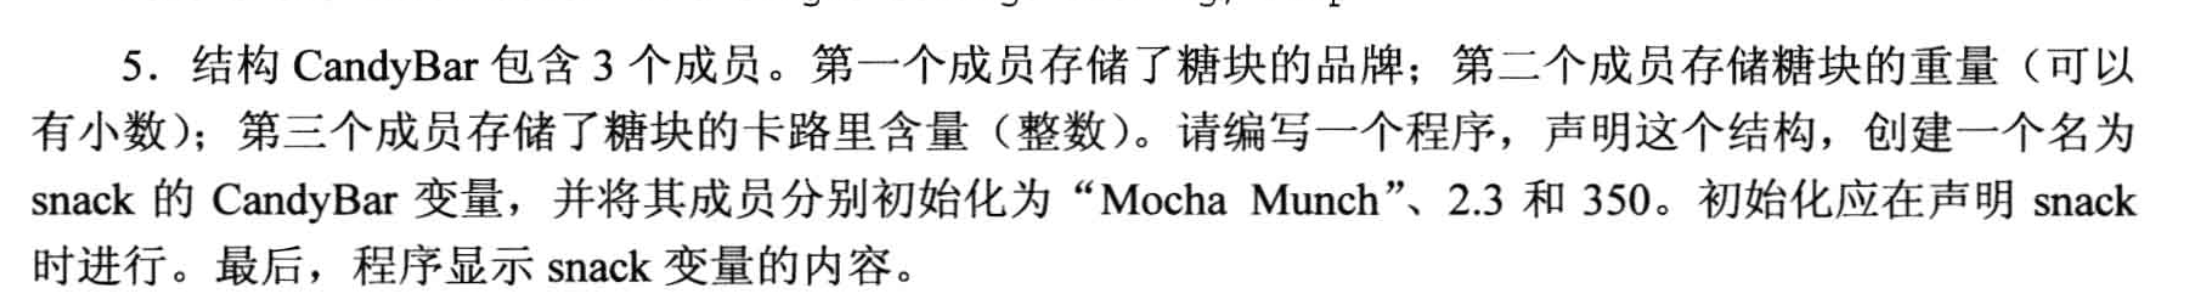 5．结构 CandyBar 包含 3 个成员。第一个成员存储了糖块的品牌；第二个成员存储糖块的重量（可以
有小数）；第三个成员存储了糖块的卡路里含量（整数）。请编写一个程序，声明这个结构，创建一个名为
snack 的 CandyBar 变量，并将其成员分别初始化为“Mocha Munch”、2.3 和 350。初始化应在声明 snack
时进行。最后，程序显示 snack 变量的内容。